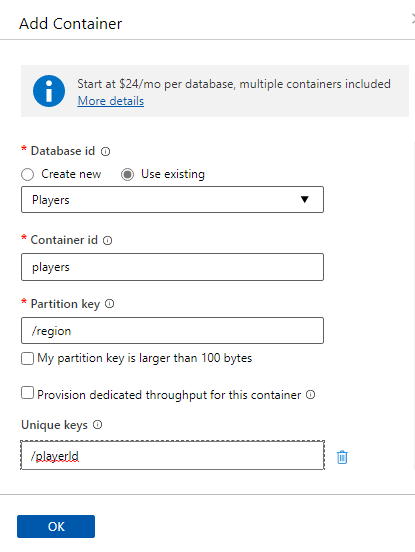 Add Container
Start at $24/mo per database, multiple containers included
More details
* Database id
Create new Use existing
Players
* Container id
players
* Partition key
/region
My partition key is larger than 100 bytes
Provision dedicated throughput for this container
Unique keys
/playerId
OK